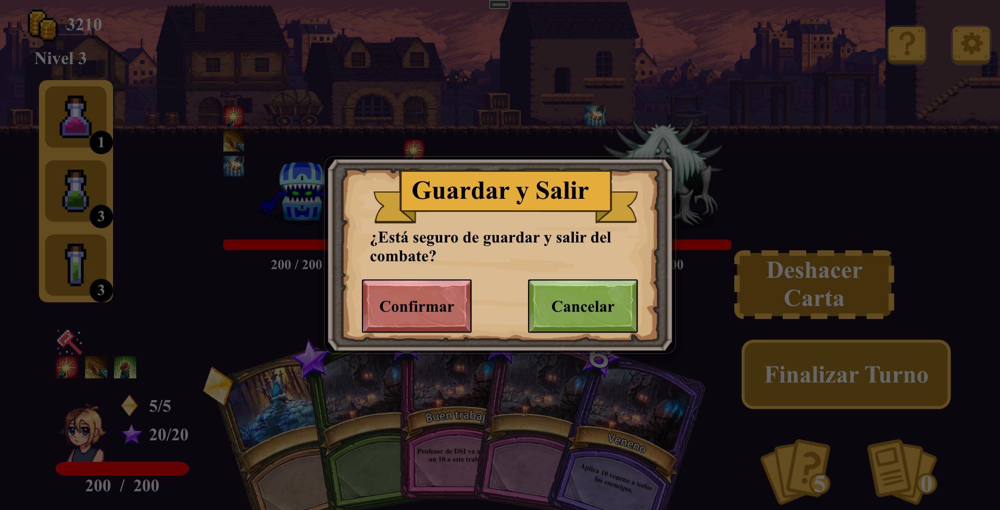 3210
Nivel 3
1
3
3
Guardar y Salir
¿Está seguro de guardar y salir del
combate?
Confirmar
Cancelar
200 / 200
00
Deshacer
Carta
Finalizar Turno
5/5
20/20
200 / 200
6
Buen trabaj
Profesor de DSI va a
un 10 a este trab
Veneno
Aplica 10 veneno a todos
los enemigos.
?
?
5
0